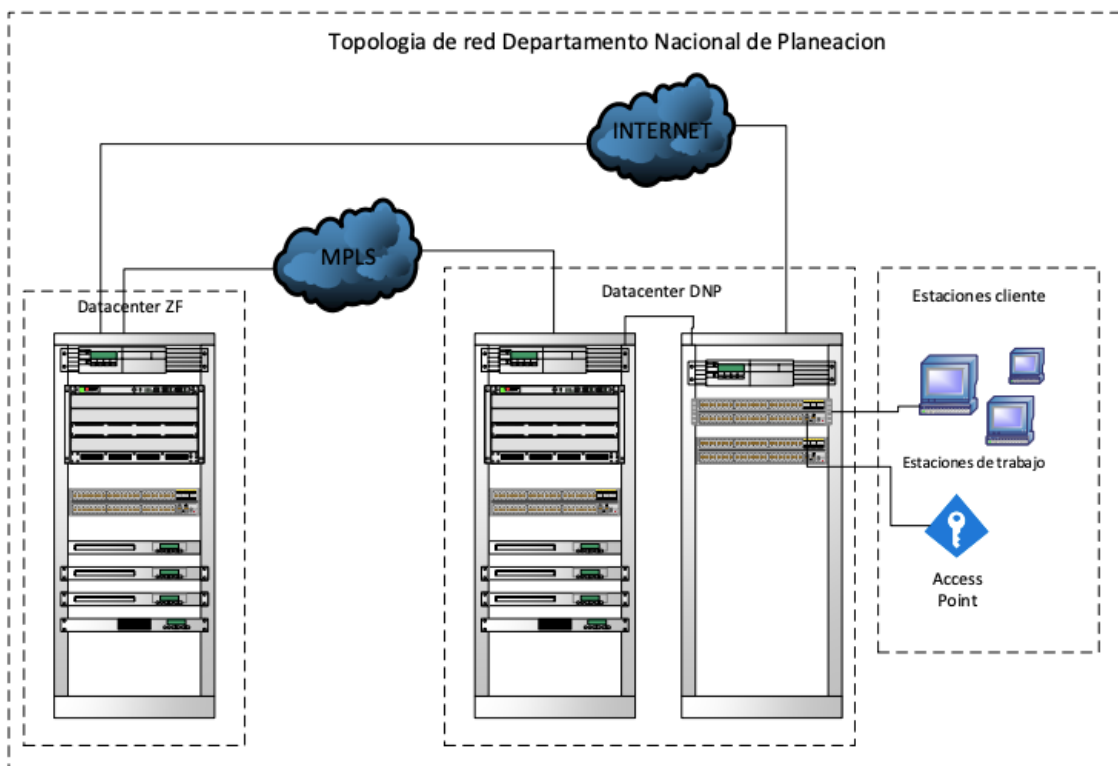 Topologia de red Departamento Nacional de Planeacion
INTERNET
MPLS
Datacenter ZF
Datacenter DNP
Estaciones cliente
Estaciones de trabajo
Access
Point